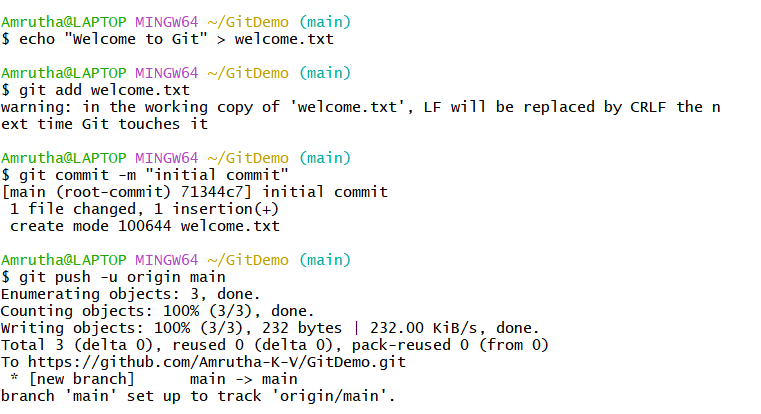 Amrutha@LAPTOP MINGW64 ~/GitDemo (main)
$ echo "Welcome to Git" > welcome.txt
Amrutha@LAPTOP MINGW64 ~/GitDemo (main)
$ git add welcome.txt
warning: in the working copy of 'welcome.txt', LF will be replaced by CRLF the n
ext time Git touches it
Amrutha@LAPTOP MINGW64 ~/GitDemo (main)
$ git commit -m "initial commit"
[main (root-commit) 71344c7] initial commit
 1 file changed, 1 insertion(+)
 create mode 100644 welcome.txt
Amrutha@LAPTOP MINGW64 ~/GitDemo (main)
$ git push -u origin main
Enumerating objects: 3, done.
Counting objects: 100% (3/3), done.
Writing objects: 100% (3/3), 232 bytes | 232.00 KiB/s, done.
Total 3 (delta 0), reused 0 (delta 0), pack-reused 0 (from 0)
To https://github.com/Amrutha-K-V/GitDemo.git
 * [new branch]      main -> main
branch 'main' set up to track 'origin/main'.